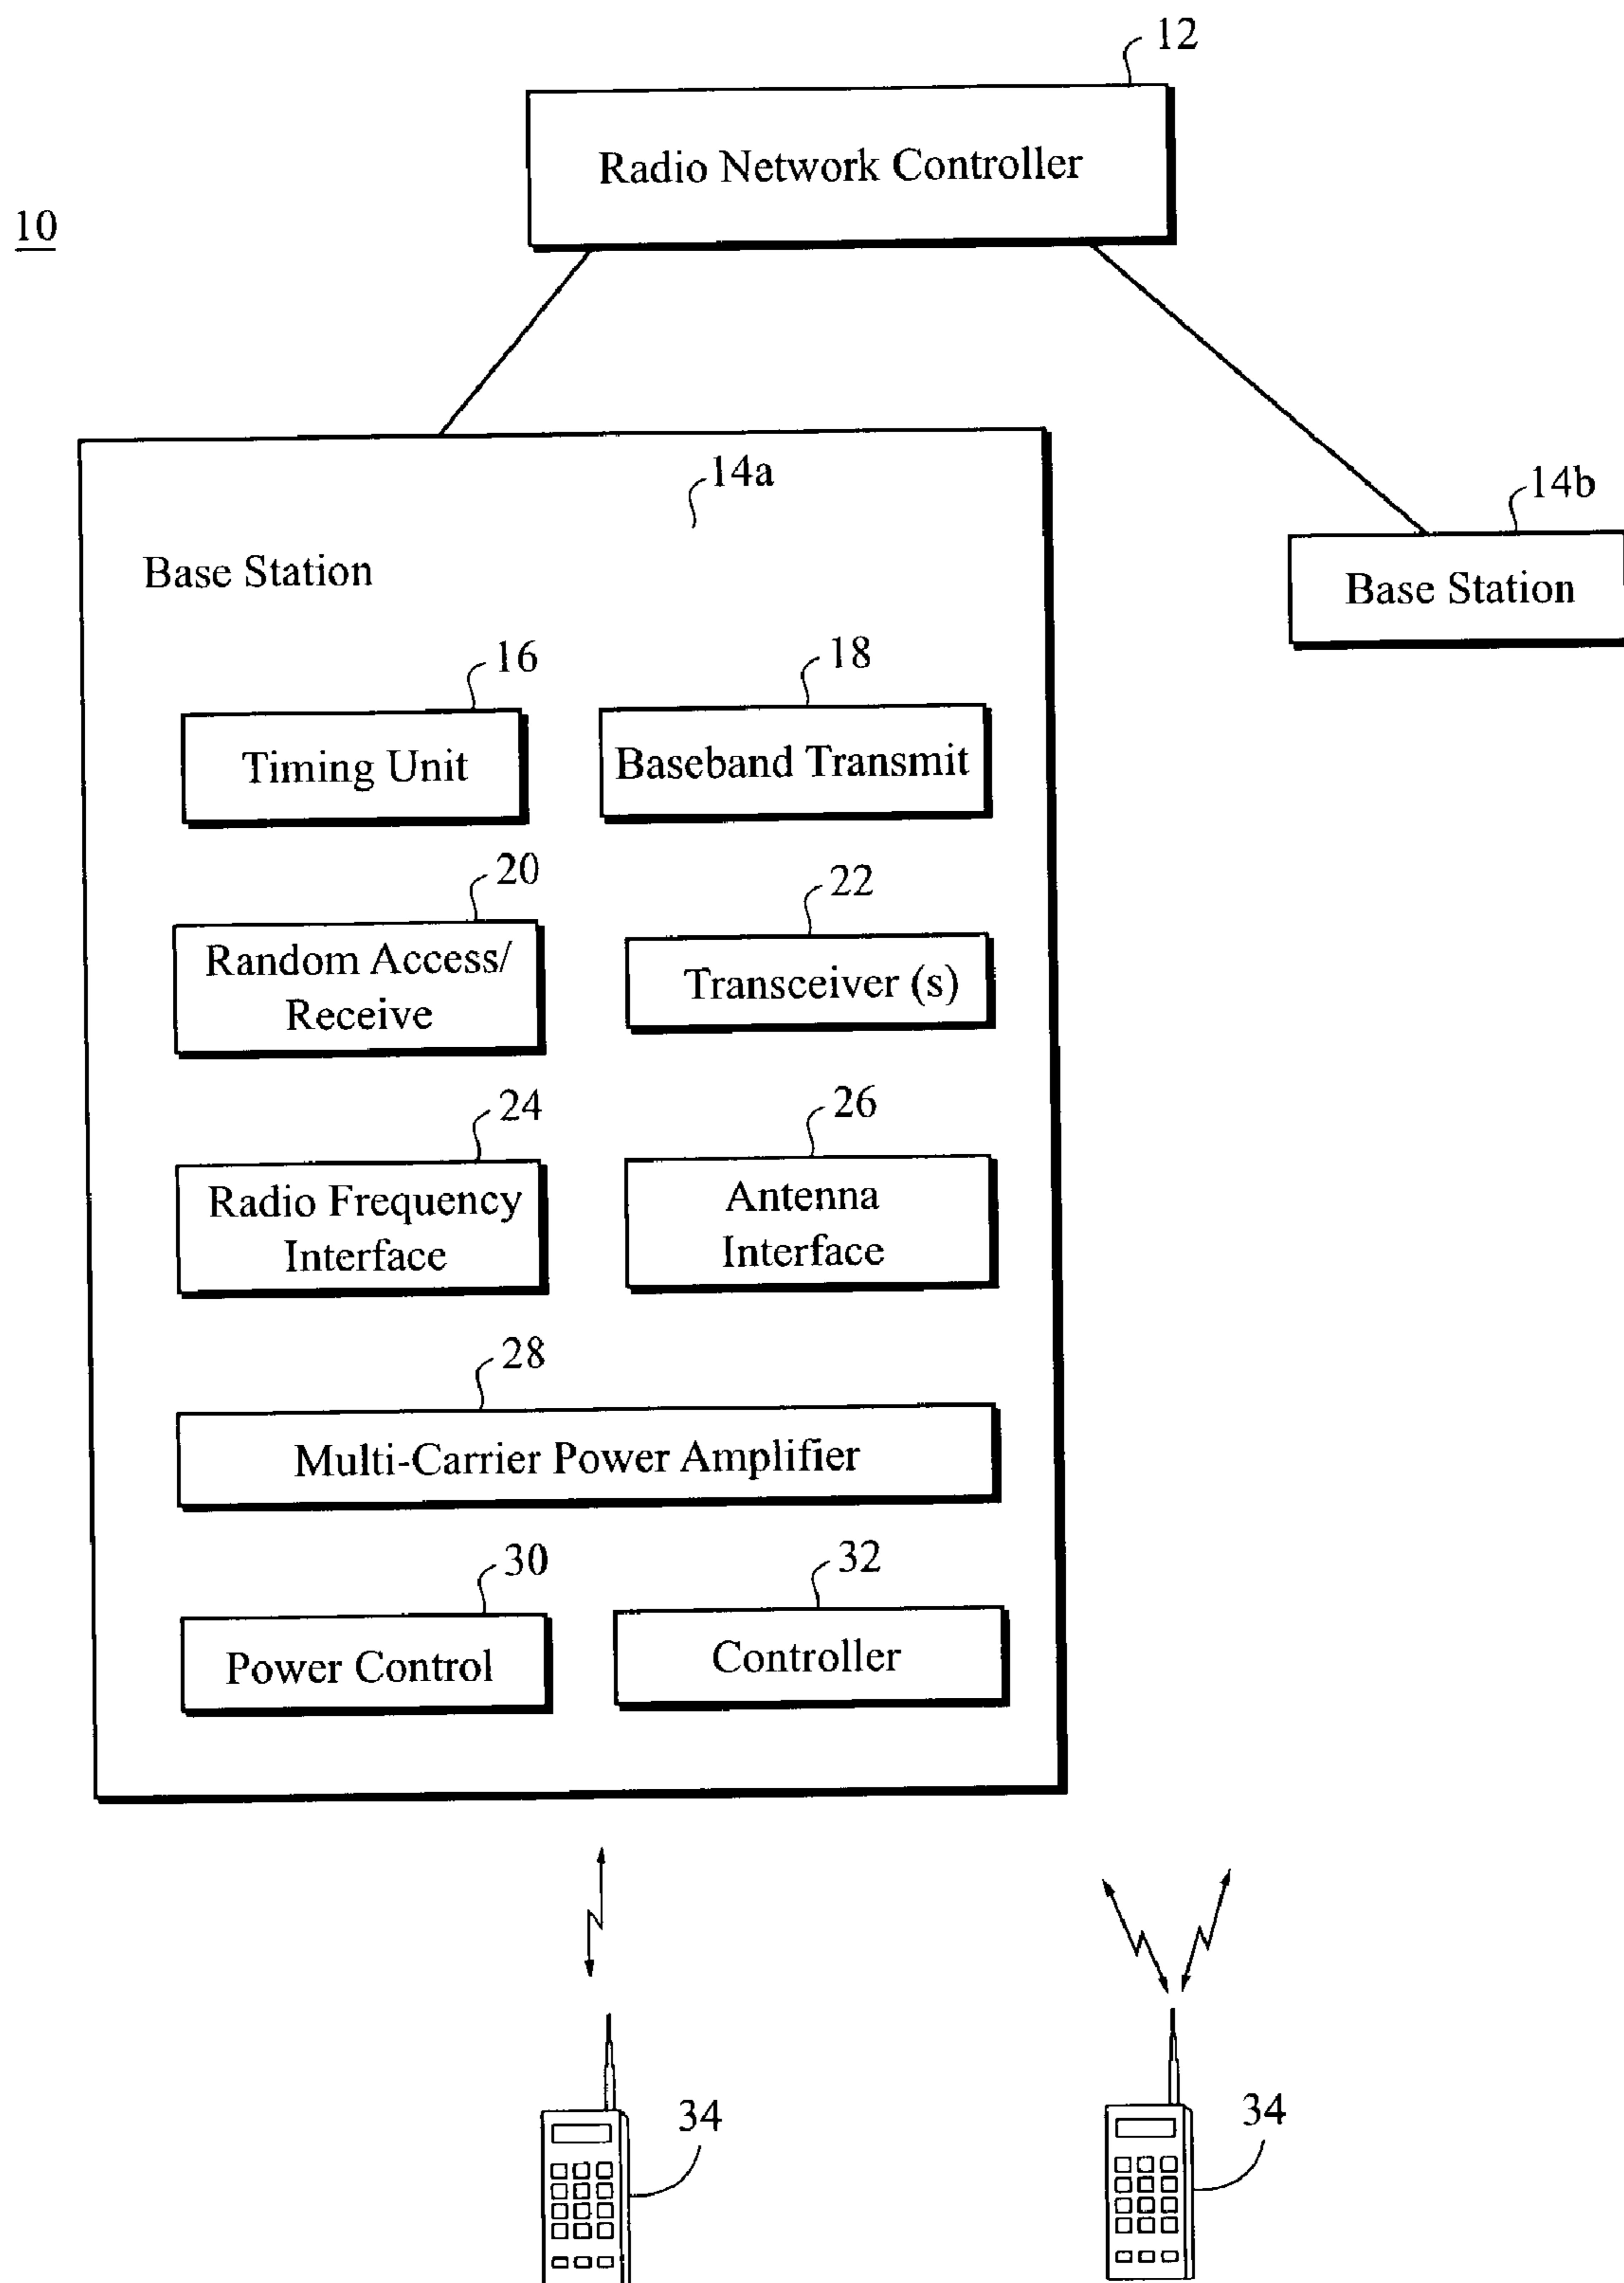 12
Radio Network Controller
10
14a
14b
Base Station
Base Station
16
18
Timing Unit
Baseband Transmit
20
22
Random Access/
Receive
Transceiver (s)
24
26
Radio Frequency
Interface
Antenna
Interface
28
Multi-Carrier Power Amplifier
30
32
Power Control
Controller
34
34